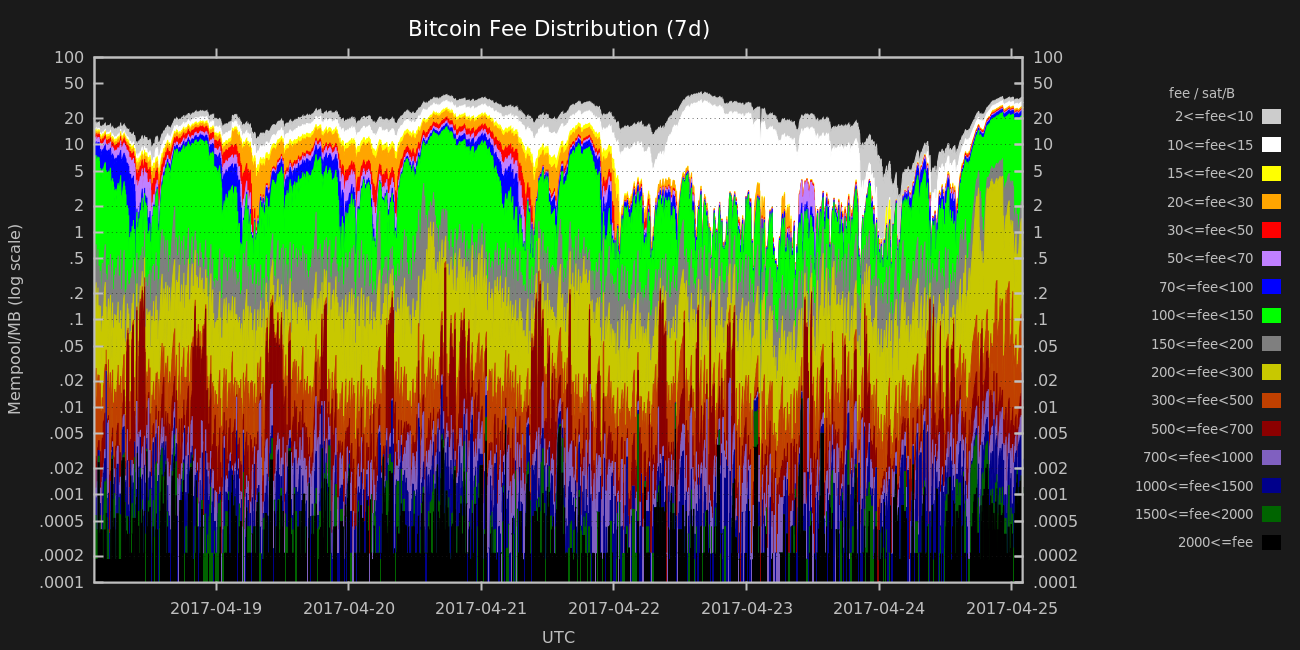 Bitcoin Fee Distribution (7d)
Mempool/MB (log scale)
100
50
20
10
5
2
1
.5
.2
.1
.05
.02
.01
.005
.002
.001
.0005
.0002
.0001
100
50
20
10
5
2
1
.5
.2
.1
.05
.02
.01
.005
.002
.001
.0005
.0002
.0001
2017-04-19 2017-04-20 2017-04-21 2017-04-22 2017-04-23 2017-04-24 2017-04-25
UTC
fee / sat/B
2<=fee<10
10<=fee<15
15<=fee<20
20<=fee<30
30<=fee<50
50<=fee<70
70<=fee<100
100<=fee<150
150<=fee<200
200<=fee<300
300<=fee<500
500<=fee<700
700<=fee<1000
1000<=fee<1500
1500<=fee<2000
2000<=fee